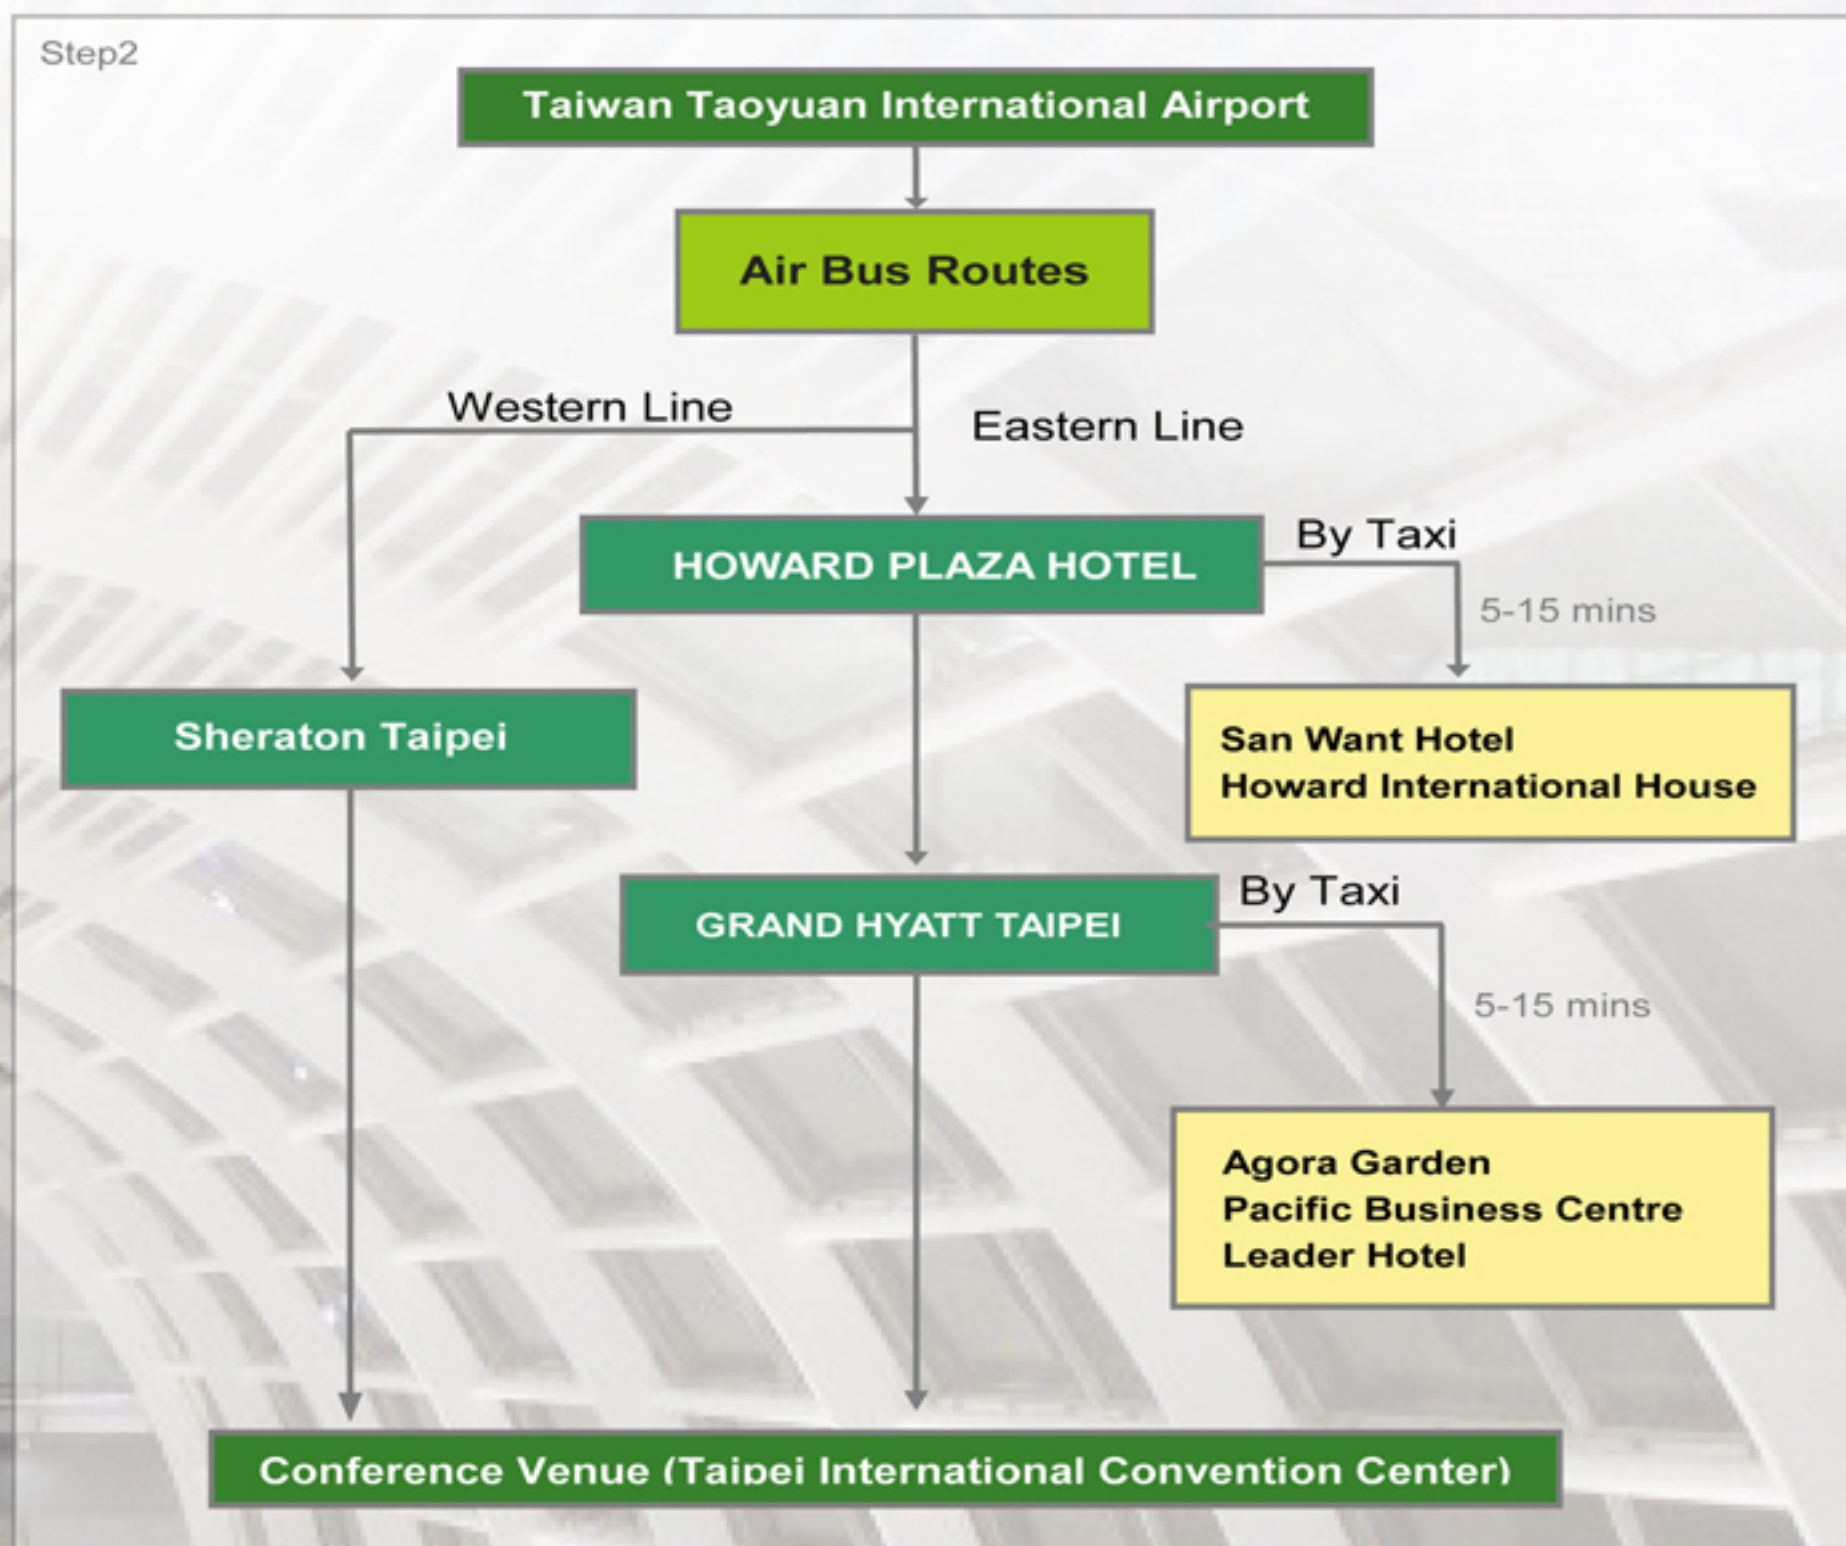 Step2
Taiwan Taoyuan International Airport
Air Bus Routes
Western Line
Eastern Line
HOWARD PLAZA HOTEL
By Taxi
5-15 mins
Sheraton Taipei
San Want Hotel
Howard International House
GRAND HYATT TAIPEI
By Taxi
5-15 mins
Agora Garden
Pacific Business Centre
Leader Hotel
Conference Venue (Taipei International Convention Center)